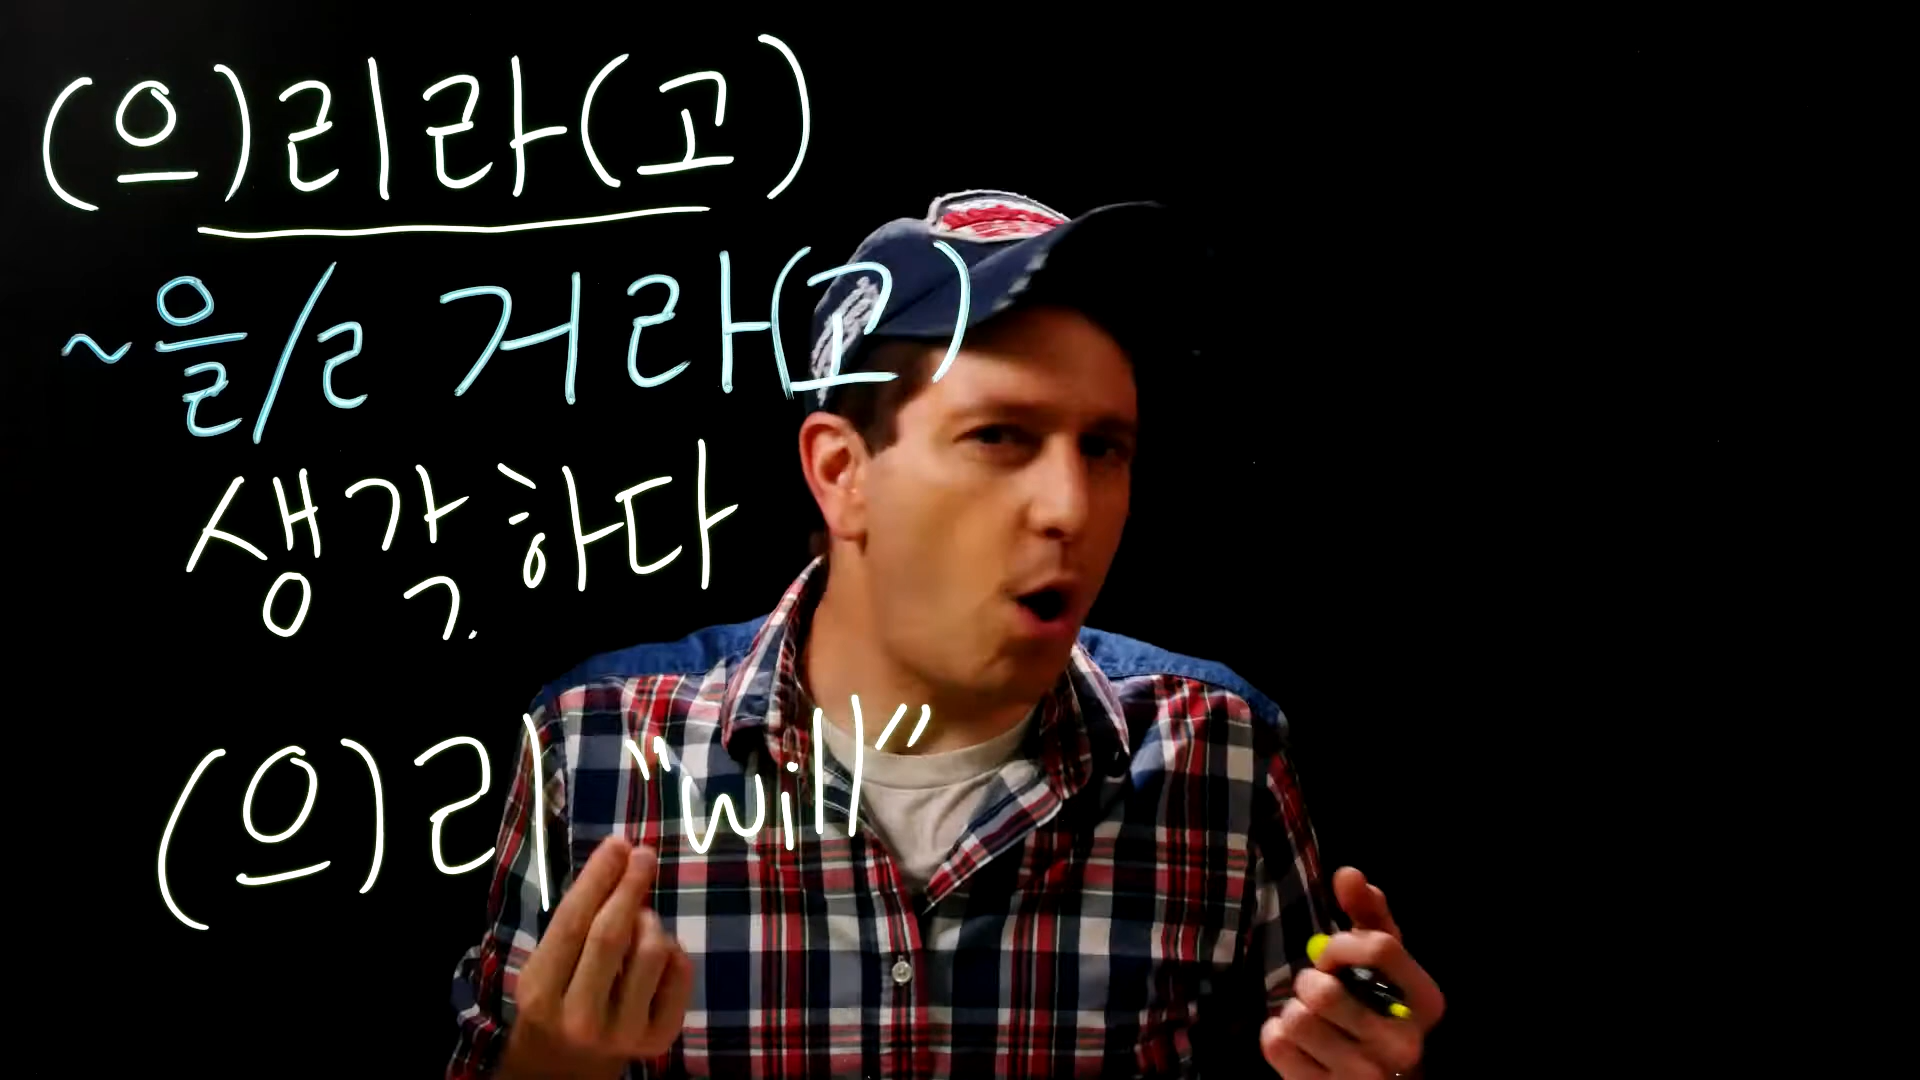 (으)리라(고)
~을/ㄹ 거라(고)
생각하다
(으)리 "will"